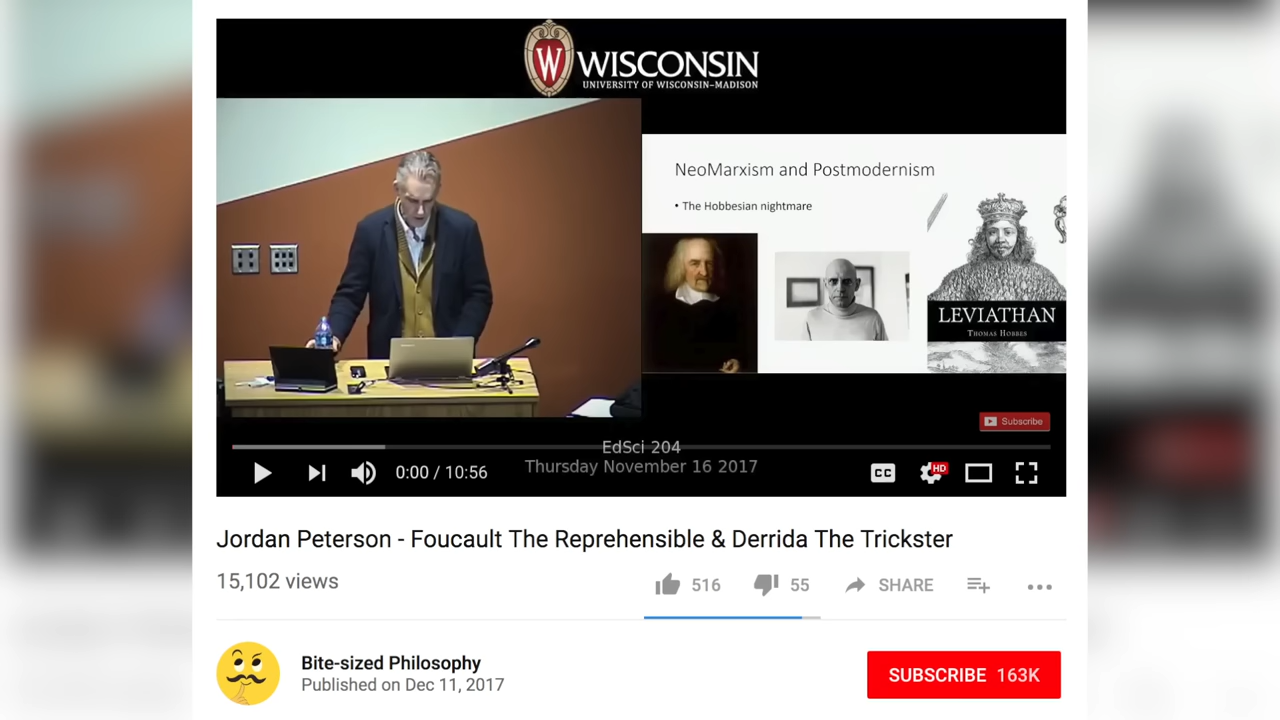 W WISCONSIN
UNIVERSITY OF WISCONSIN–MADISON
NeoMarxism and Postmodernism
• The Hobbesian nightmare
LEVIATHAN
THOMAS HOBBES
Subscribe
EdSci 204
Thursday November 16 2017
0:00 / 10:56
CC
HD
Jordan Peterson - Foucault The Reprehensible & Derrida The Trickster
15,102 views
516
55
SHARE
Bite-sized Philosophy
Published on Dec 11, 2017
SUBSCRIBE 163K